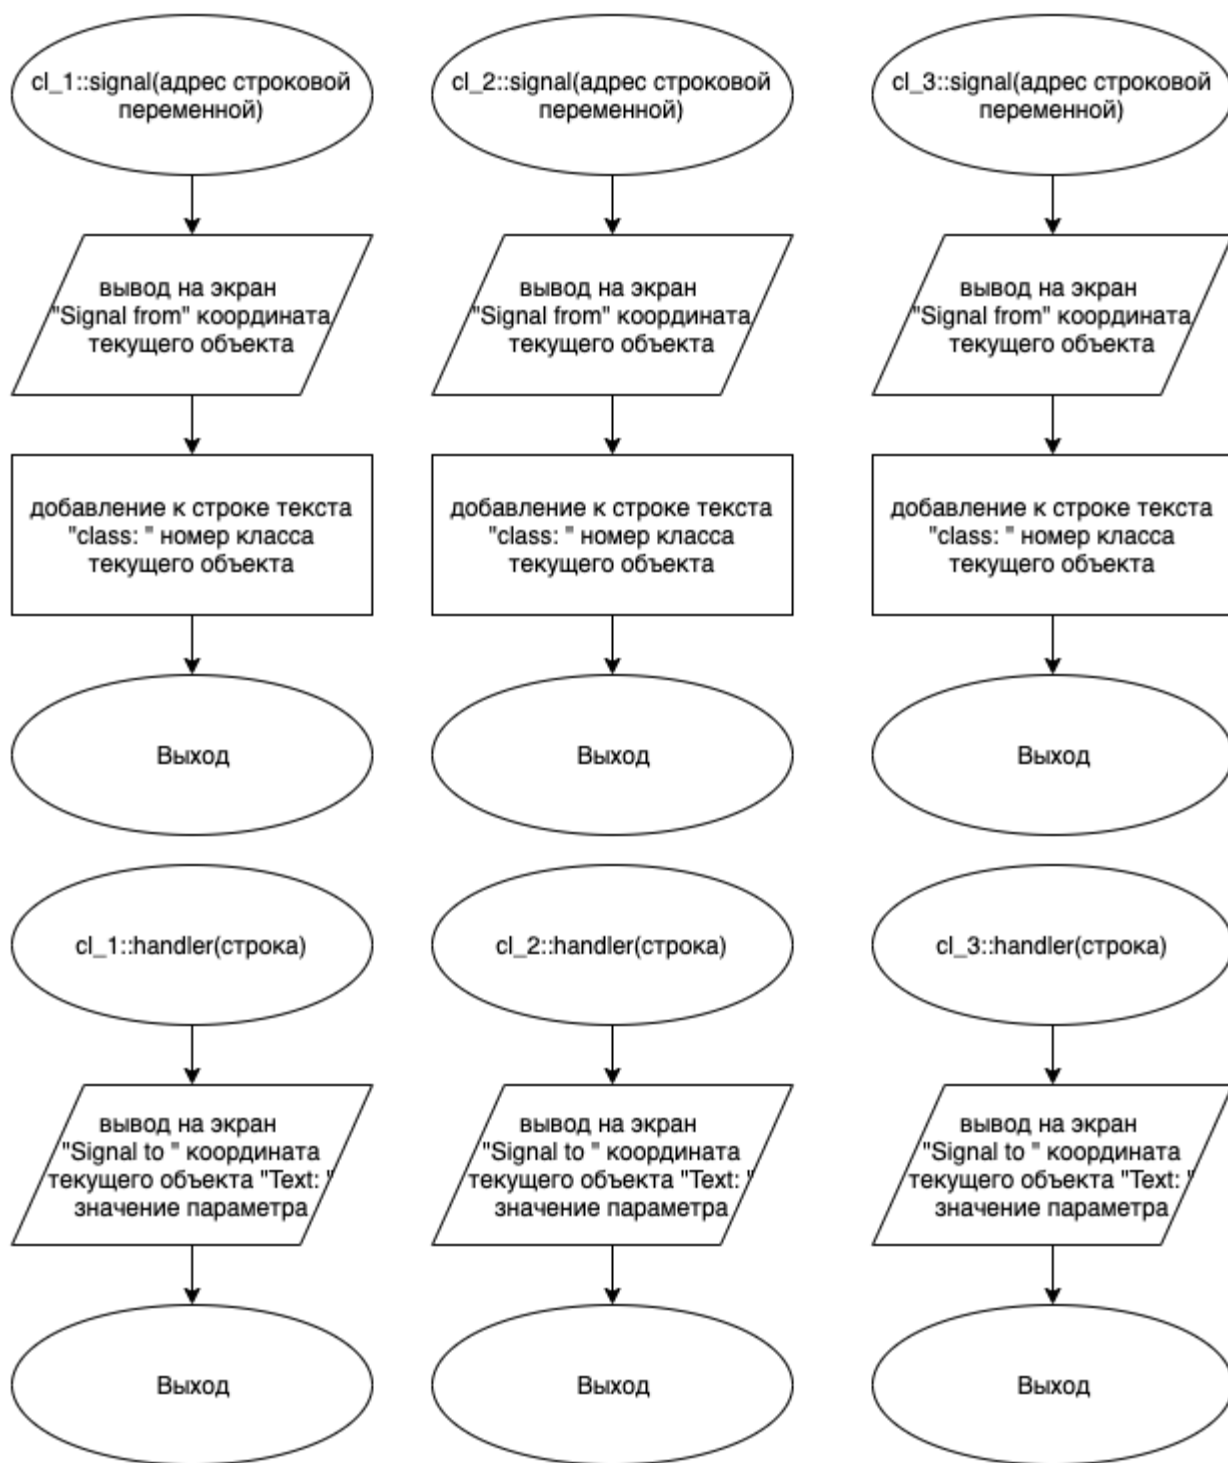 cl_1::signal(адрес строковой
переменной)
cl_2::signal(адрес строковой
переменной)
cl_3::signal(адрес строковой
переменной)
вывод на экран
"Signal from" координата
текущего объекта
вывод на экран
"Signal from" координата
текущего объекта
вывод на экран
"Signal from" координата
текущего объекта
добавление к строке текста
"class: " номер класса
текущего объекта
добавление к строке текста
"class: " номер класса
текущего объекта
добавление к строке текста
"class: " номер класса
текущего объекта
Выход
Выход
Выход
cl_1::handler(строка)
cl_2::handler(строка)
cl_3::handler(строка)
вывод на экран
"Signal to " координата
текущего объекта "Text: "
значение параметра
вывод на экран
"Signal to " координата
текущего объекта "Text: "
значение параметра
вывод на экран
"Signal to " координата
текущего объекта "Text: "
значение параметра
Выход
Выход
Выход